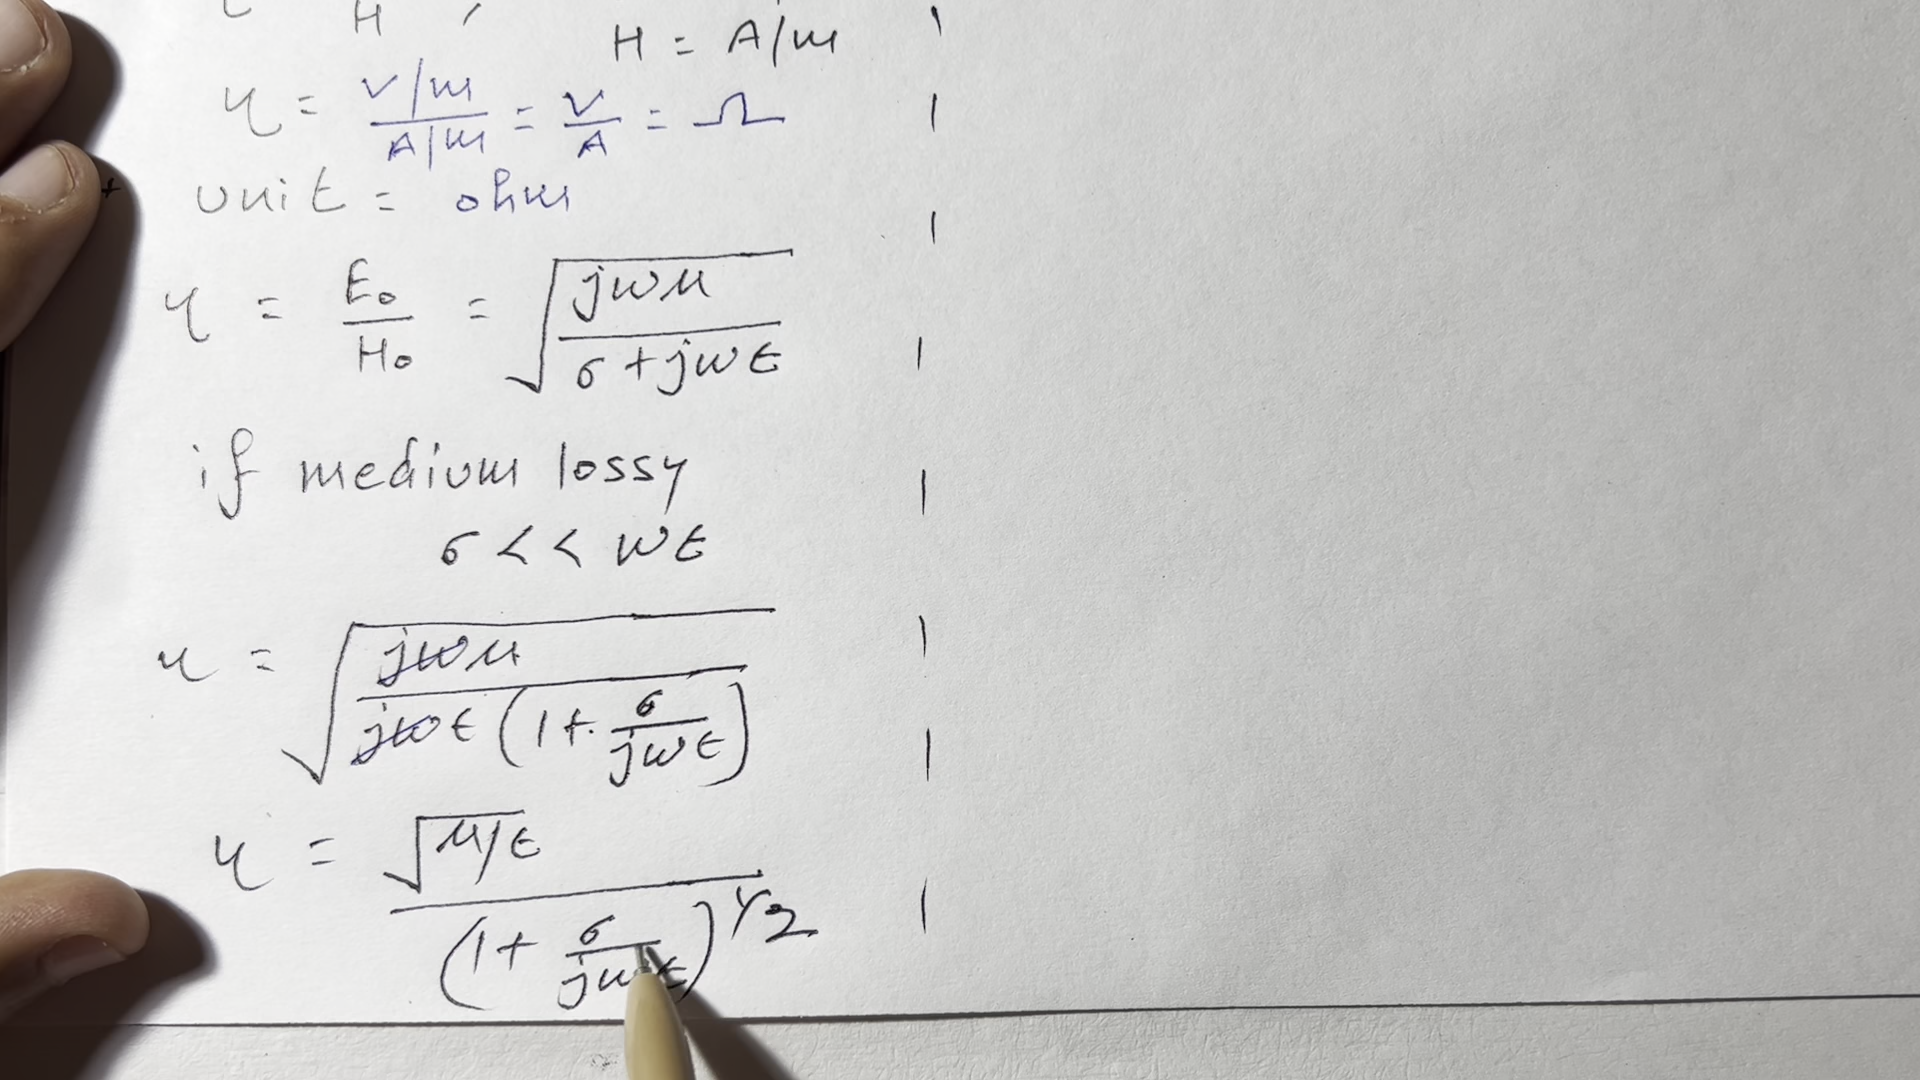 H
H = A/m
η = V/m / A/m = V/A = Ω
unit = ohm
η = E₀/H₀ = √(jωμ / σ + jωϵ)
if medium lossy
σ < < ωϵ
η = √(jωμ / jωϵ (1 + σ/jωϵ))
η = √μ/ϵ / (1 + σ/jωϵ)^1/2